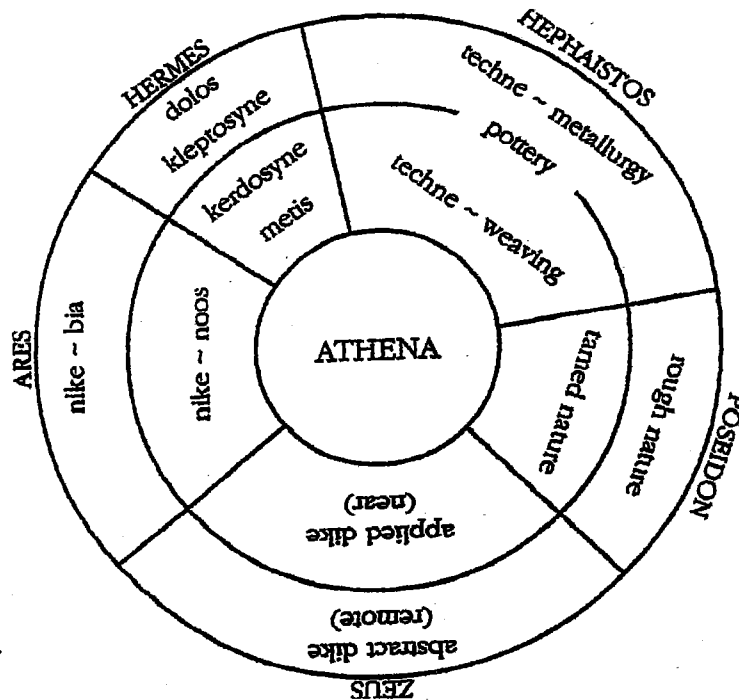 HERMES
dolos
kleptosyne
kerdosyne
metis
HEPHAISTOS
techne ~ metallurgy
pottery
techne ~ weaving
ARES
nike ~ bia
nike ~ noos
ATHENA
tamed nature
rough nature
POSEIDON
applied dike
(near)
abstract dike
(remote)
ZEUS